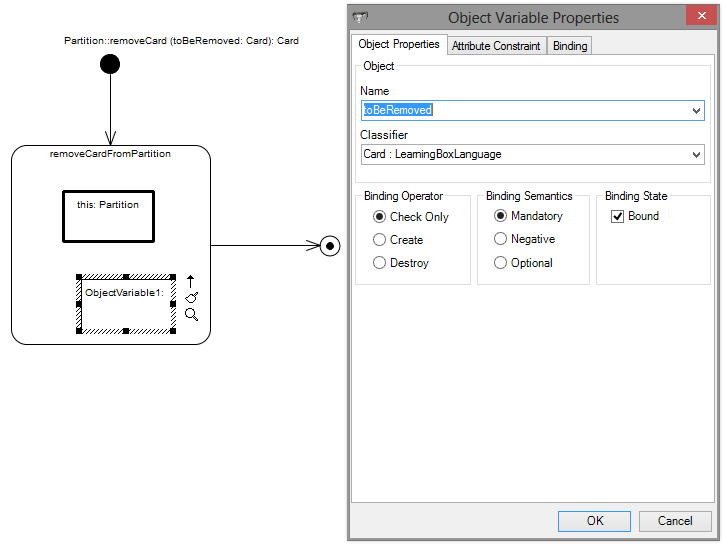 Partition::removeCard (toBeRemoved: Card): Card
removeCardFromPartition
this: Partition
ObjectVariable1:
Object Variable Properties
Object Properties
Attribute Constraint
Binding
Object
Name
toBeRemoved
Classifier
Card : LearningBoxLanguage
Binding Operator
Check Only
Create
Destroy
Binding Semantics
Mandatory
Negative
Optional
Binding State
Bound
OK
Cancel